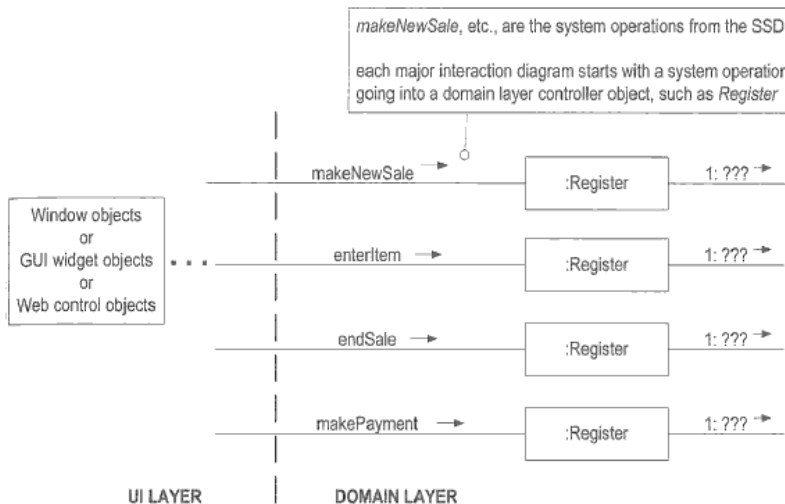 makeNewSale, etc., are the system operations from the SSD
each major interaction diagram starts with a system operation
going into a domain layer controller object, such as Register
makeNewSale
:Register
1: ???
Window objects
or
GUI widget objects
or
Web control objects
enterItem
:Register
1: ???
endSale
:Register
1: ???
makePayment
:Register
1: ???
UI LAYER
DOMAIN LAYER